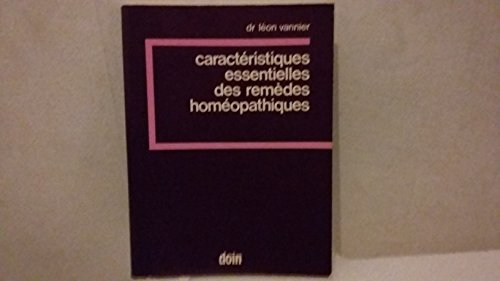 dr léon vannier
caractéristiques
essentielles
des remèdes
homéopathiques
doin